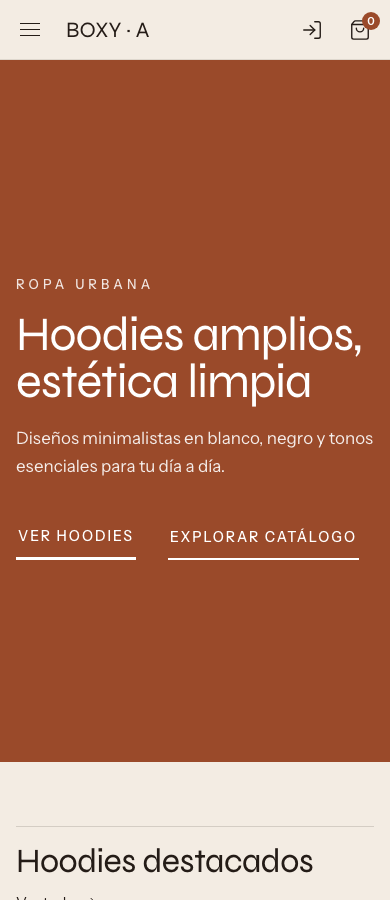 BOXY · A
0
ROPA URBANA
Hoodies amplios,
estética limpia
Diseños minimalistas en blanco, negro y tonos
esenciales para tu día a día.
VER HOODIES
EXPLORAR CATÁLOGO
Hoodies destacados